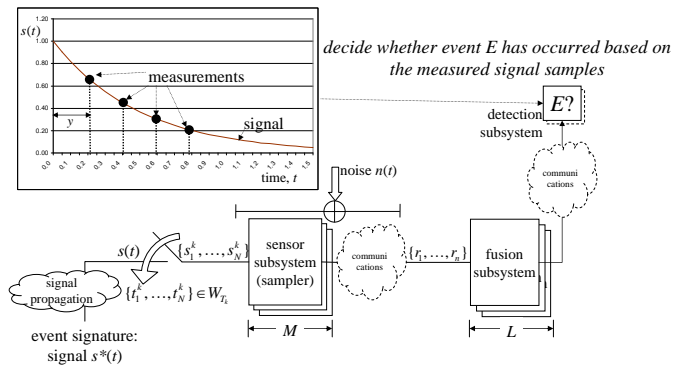 1.20
s(t)
1.00
0.80
0.60
0.40
0.20
0.00
measurements
y
signal
0.0 0.1 0.2 0.3 0.4 0.5 0.6 0.8 0.9 1.0 1.1 1.2 1.3 1.4 1.5
time, t
decide whether event E has occurred based on
the measured signal samples
E?
detection
subsystem
communi
cations
noise n(t)
s(t)
{s_1^k ,…,s_N^k}
sensor
subsystem
(sampler)
communi
cations
{r_1 ,…,r_n}
fusion
subsystem
signal
propagation
{t_1^k ,…,t_N^k} ∈ W_{T_k}
event signature:
signal s*(t)
M
L